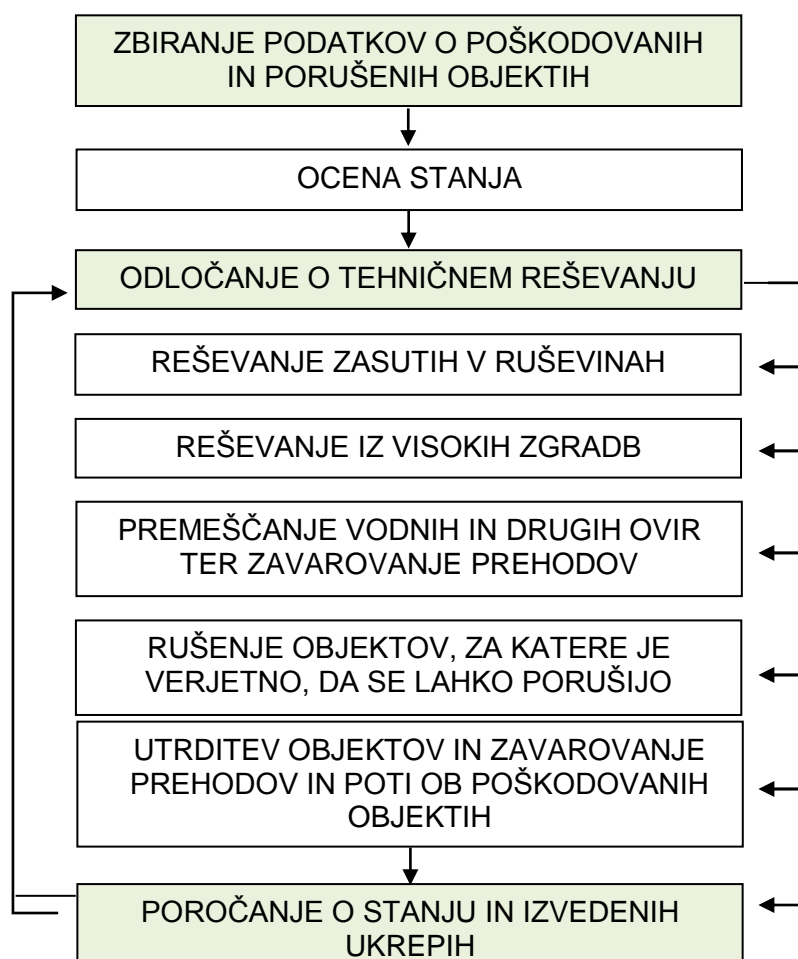 ZBIRANJE PODATKOV O POŠKODOVANIH
IN PORUŠENIH OBJEKTIH
OCENA STANJA
ODLOČANJE O TEHNIČNEM REŠEVANJU
REŠEVANJE ZASUTIH V RUŠEVINAH
REŠEVANJE IZ VISOKIH ZGRADB
PREMEŠČANJE VODNIH IN DRUGIH OVIR
TER ZAVAROVANJE PREHODOV
RUŠENJE OBJEKTOV, ZA KATERE JE
VERJETNO, DA SE LAHKO PORUŠIJO
UTRDITEV OBJEKTOV IN ZAVAROVANJE
PREHODOV IN POTI OB POŠKODOVANIH
OBJEKTIH
POROČANJE O STANJU IN IZVEDENIH
UKREPIH